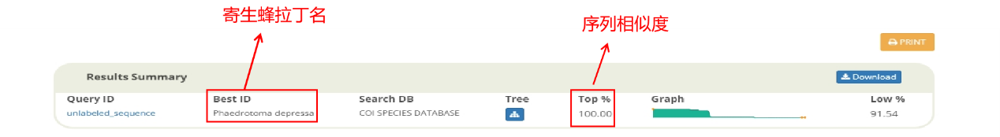 寄生蜂拉丁名
序列相似度
PRINT
Results Summary
Download
Query ID Best ID Search DB Tree Top % Graph Low %
unlabeled_sequence Phaedrotoma depressa COI SPECIES DATABASE 100.00 91.54